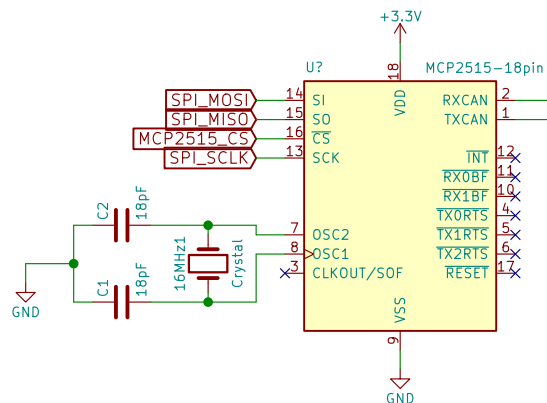 +3.3V
U?
MCP2515-18pin
18
VDD
SPI_MOSI 14 SI
RXCAN 2
SPI_MISO 15 SO
TXCAN 1
MCP2515_CS 16 CS
SPI_SCLK 13 SCK
INT 12
RX0BF 11
RX1BF 10
TX0RTS 4
TX1RTS 5
TX2RTS 6
RESET 17
C2
18pF
7 OSC2
8 OSC1
3 CLKOUT/SOF
16MHz1
Crystal
C1
18pF
GND
VSS
9
GND